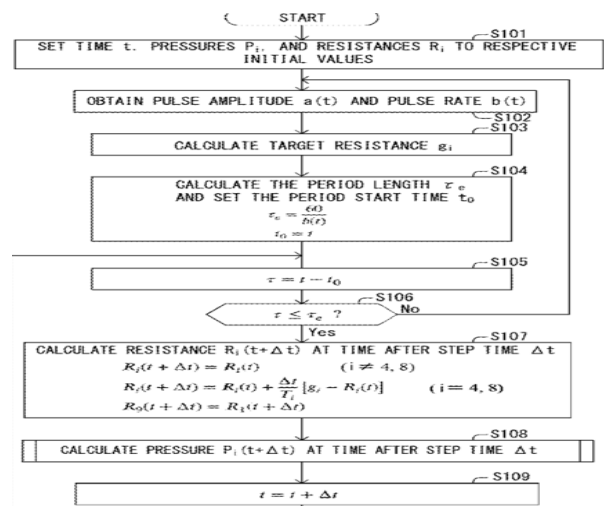 START
S101
SET TIME t. PRESSURES Pᵢ. AND RESISTANCES Rᵢ TO RESPECTIVE
INITIAL VALUES
OBTAIN PULSE AMPLITUDE a(t) AND PULSE RATE b(t)
S102
S103
CALCULATE TARGET RESISTANCE gᵢ
S104
CALCULATE THE PERIOD LENGTH τₑ
AND SET THE PERIOD START TIME t₀
τₑ = 60/b(t)
t₀ = t
S105
τ = t − t₀
S106
τ ≤ τₑ ?
No
Yes
S107
CALCULATE RESISTANCE Rᵢ(t+Δt) AT TIME AFTER STEP TIME Δt
Rᵢ(t + Δt) = Rᵢ(t) (i ≠ 4, 8)
Rᵢ(t + Δt) = Rᵢ(t) + Δt/Tᵢ [gᵢ − Rᵢ(t)] (i = 4, 8)
R₉(t + Δt) = R₁(t + Δt)
S108
CALCULATE PRESSURE Pᵢ(t+Δt) AT TIME AFTER STEP TIME Δt
S109
t = t + Δt